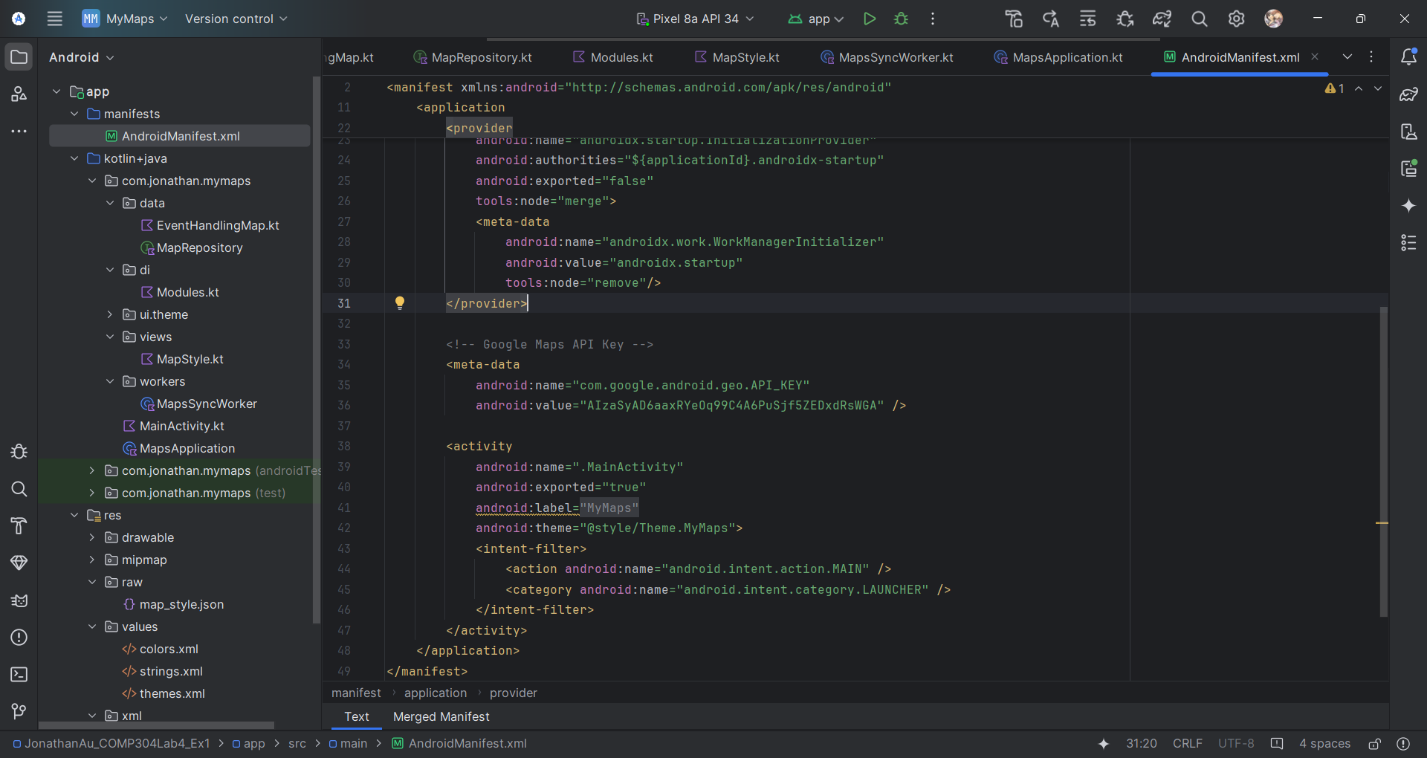 MM MyMaps Version control Pixel 8a API 34 app
Android
ngMap.kt MapRepository.kt Modules.kt MapStyle.kt MapsSyncWorker.kt MapsApplication.kt AndroidManifest.xml
app
manifests
AndroidManifest.xml
kotlin+java
com.jonathan.mymaps
data
EventHandlingMap.kt
MapRepository
di
Modules.kt
ui.theme
views
MapStyle.kt
workers
MapsSyncWorker
MainActivity.kt
MapsApplication
com.jonathan.mymaps (androidTes
com.jonathan.mymaps (test)
res
drawable
mipmap
raw
map_style.json
values
colors.xml
strings.xml
themes.xml
xml
1
2 <manifest xmlns:android="http://schemas.android.com/apk/res/android"
11 <application
22 <provider
23 android:name="androidx.startup.InitializationProvider"
24 android:authorities="${applicationId}.androidx-startup"
25 android:exported="false"
26 tools:node="merge">
27 <meta-data
28 android:name="androidx.work.WorkManagerInitializer"
29 android:value="androidx.startup"
30 tools:node="remove"/>
31 </provider>
32
33 <!-- Google Maps API Key -->
34 <meta-data
35 android:name="com.google.android.geo.API_KEY"
36 android:value="AIzaSyAD6aaxRYeOq99C4A6PuSjf5ZEDxdRsWGA" />
37
38 <activity
39 android:name=".MainActivity"
40 android:exported="true"
41 android:label="MyMaps"
42 android:theme="@style/Theme.MyMaps">
43 <intent-filter>
44 <action android:name="android.intent.action.MAIN" />
45 <category android:name="android.intent.category.LAUNCHER" />
46 </intent-filter>
47 </activity>
48 </application>
49 </manifest>
manifest › application › provider
Text Merged Manifest
JonathanAu_COMP304Lab4_Ex1 > app > src > main > AndroidManifest.xml 31:20 CRLF UTF-8 4 spaces